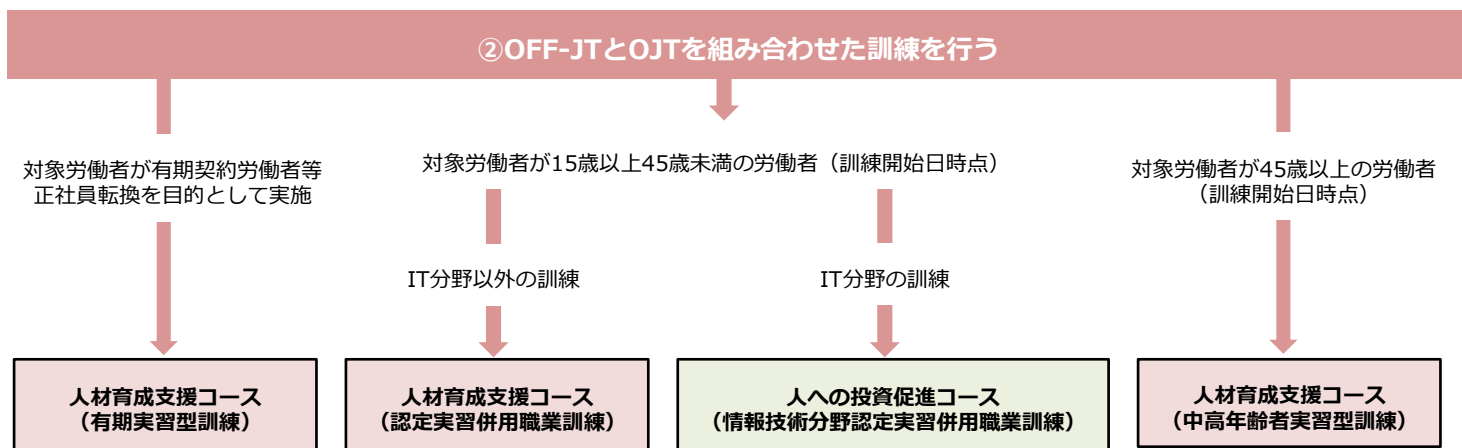 ②OFF-JTとOJTを組み合わせた訓練を行う
対象労働者が有期契約労働者等
正社員転換を目的として実施
対象労働者が15歳以上45歳未満の労働者（訓練開始日時点）
対象労働者が45歳以上の労働者
（訓練開始日時点）
IT分野以外の訓練
IT分野の訓練
人材育成支援コース
（有期実習型訓練）
人材育成支援コース
（認定実習併用職業訓練）
人への投資促進コース
（情報技術分野認定実習併用職業訓練）
人材育成支援コース
（中高年齢者実習型訓練）